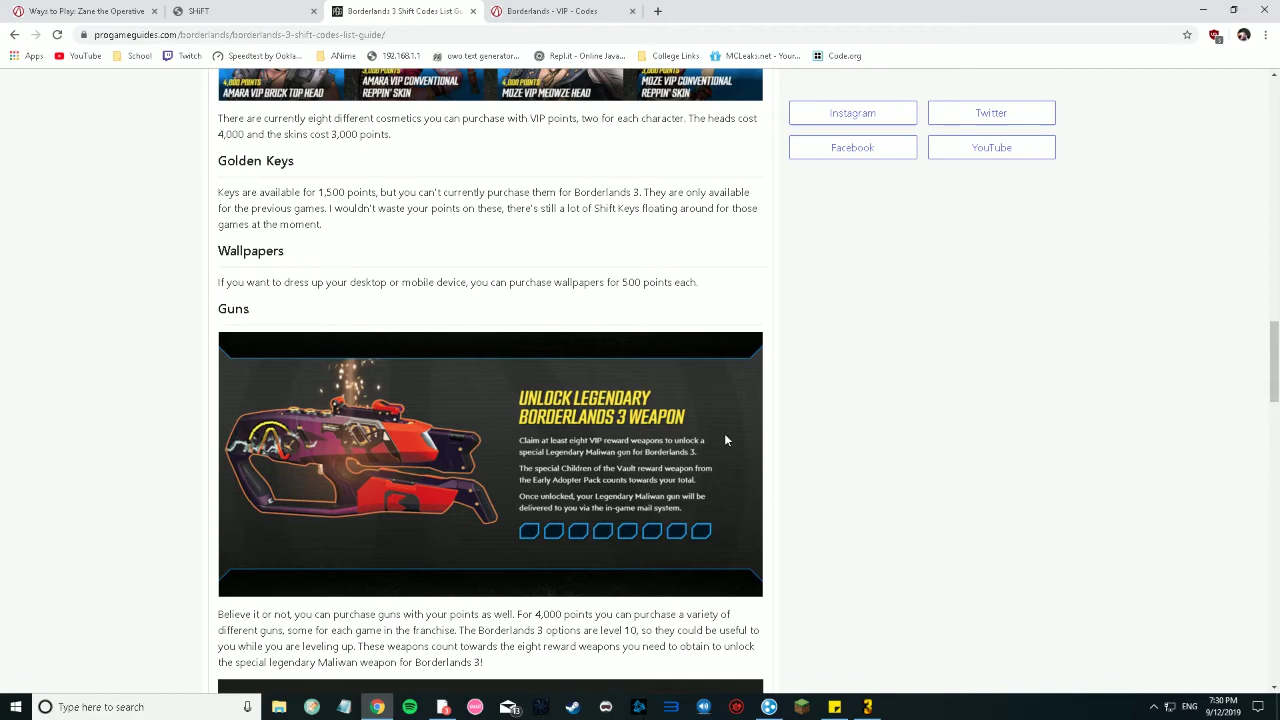 Ways to Play: Zane the Operative
SHiFT
Borderlands 3 Shift Codes List Gu
Borderlands - VIP Codes
progameguides.com/borderlands/borderlands-3-shift-codes-list-guide/
Apps
YouTube
School
Twitch
Speedtest by Ookla...
ANime
192.168.1.1
owo text generator...
Repl.it - Online Java...
College Links
MCLeaks.net - Your...
Code.org
4,000 POINTS
AMARA VIP BRICK TOP HEAD
3,000 POINTS
AMARA VIP CONVENTIONAL
REPPIN' SKIN
4,000 POINTS
MOZE VIP MEOWZE HEAD
3,000 POINTS
MOZE VIP CONVENTIONAL
REPPIN' SKIN
There are currently eight different cosmetics you can purchase with VIP points, two for each character. The heads cost
4,000 and the skins cost 3,000 points.
Golden Keys
Keys are available for 1,500 points, but you can't currently purchase them for Borderlands 3. They are only available
for the previous games. I wouldn't waste your points on these, there's still a lot of Shift Keys floating around for those
games at the moment.
Wallpapers
If you want to dress up your desktop or mobile device, you can purchase wallpapers for 500 points each.
Guns
UNLOCK LEGENDARY
BORDERLANDS 3 WEAPON
Claim at least eight VIP reward weapons to unlock a
special Legendary Maliwan gun for Borderlands 3.
The special Children of the Vault reward weapon from
the Early Adopter Pack counts towards your total.
Once unlocked, your Legendary Maliwan gun will be
delivered to you via the in-game mail system.
Believe it or not, you can purchase guns with your points as well. For 4,000 points you can purchase a variety of
different guns, some for each game in the franchise. The Borderlands 3 options are level 10, so they could be useful to
you while you are leveling up. These weapons count towards the eight reward weapons you need to obtain to unlock
the special legendary Maliwan weapon for Borderlands 3!
Instagram
Twitter
Facebook
YouTube
Type here to search
osu!
13
ENG
7:30 PM
9/12/2019